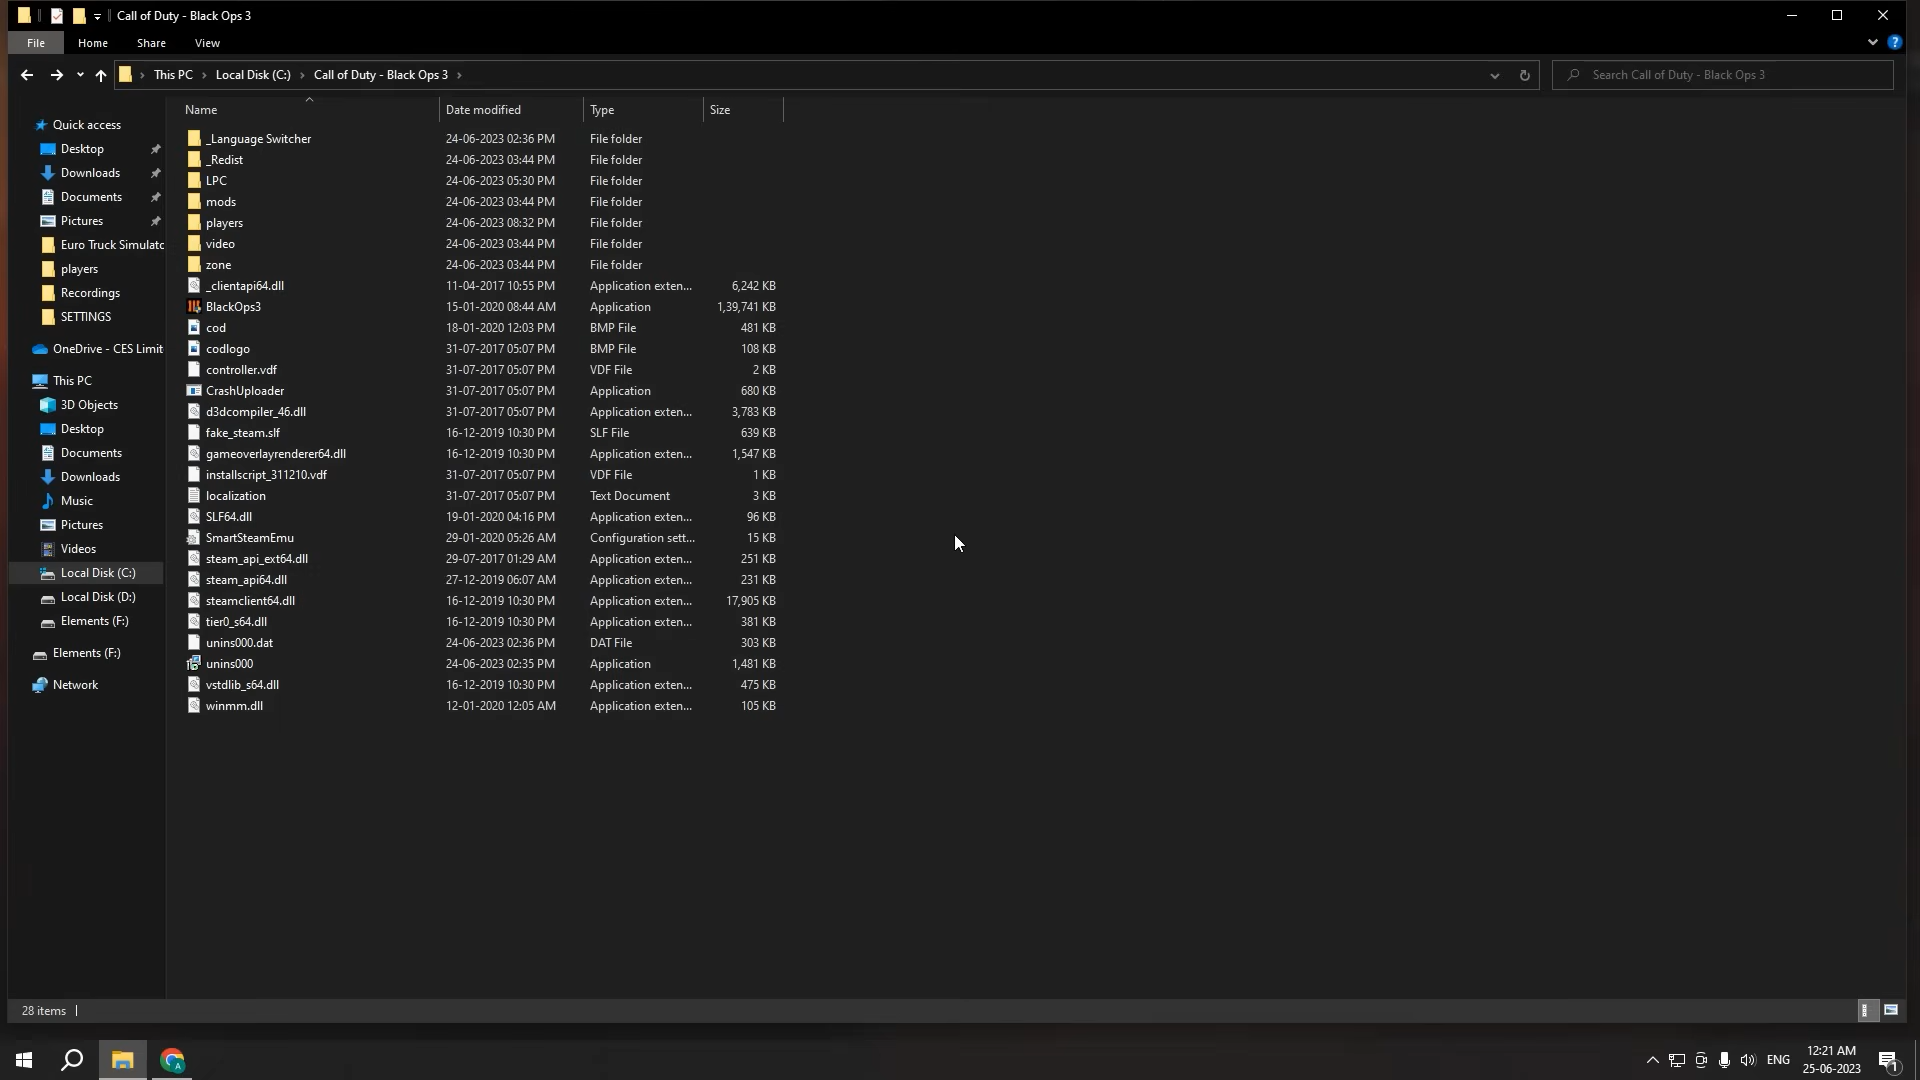 Call of Duty - Black Ops 3
File Home Share View
This PC Local Disk (C:) Call of Duty - Black Ops 3
Search Call of Duty - Black Ops 3
Name Date modified Type Size
Quick access
Desktop
Downloads
Documents
Pictures
Euro Truck Simulato
players
Recordings
SETTINGS
OneDrive - CES Limit
This PC
3D Objects
Desktop
Documents
Downloads
Music
Pictures
Videos
Local Disk (C:)
Local Disk (D:)
Elements (F:)
Elements (F:)
Network
_Language Switcher 24-06-2023 02:36 PM File folder
_Redist 24-06-2023 03:44 PM File folder
LPC 24-06-2023 05:30 PM File folder
mods 24-06-2023 03:44 PM File folder
players 24-06-2023 08:32 PM File folder
video 24-06-2023 03:44 PM File folder
zone 24-06-2023 03:44 PM File folder
_clientapi64.dll 11-04-2017 10:55 PM Application exten... 6,242 KB
BlackOps3 15-01-2020 08:44 AM Application 1,39,741 KB
cod 18-01-2020 12:03 PM BMP File 481 KB
codlogo 31-07-2017 05:07 PM BMP File 108 KB
controller.vdf 31-07-2017 05:07 PM VDF File 2 KB
CrashUploader 31-07-2017 05:07 PM Application 680 KB
d3dcompiler_46.dll 31-07-2017 05:07 PM Application exten... 3,783 KB
fake_steam.slf 16-12-2019 10:30 PM SLF File 639 KB
gameoverlayrenderer64.dll 16-12-2019 10:30 PM Application exten... 1,547 KB
installscript_311210.vdf 31-07-2017 05:07 PM VDF File 1 KB
localization 31-07-2017 05:07 PM Text Document 3 KB
SLF64.dll 19-01-2020 04:16 PM Application exten... 96 KB
SmartSteamEmu 29-01-2020 05:26 AM Configuration sett... 15 KB
steam_api_ext64.dll 29-07-2017 01:29 AM Application exten... 251 KB
steam_api64.dll 27-12-2019 06:07 AM Application exten... 231 KB
steamclient64.dll 16-12-2019 10:30 PM Application exten... 17,905 KB
tier0_s64.dll 16-12-2019 10:30 PM Application exten... 381 KB
unins000.dat 24-06-2023 02:36 PM DAT File 303 KB
unins000 24-06-2023 02:35 PM Application 1,481 KB
vstdlib_s64.dll 16-12-2019 10:30 PM Application exten... 475 KB
winmm.dll 12-01-2020 12:05 AM Application exten... 105 KB
28 items
ENG
12:21 AM
25-06-2023
1